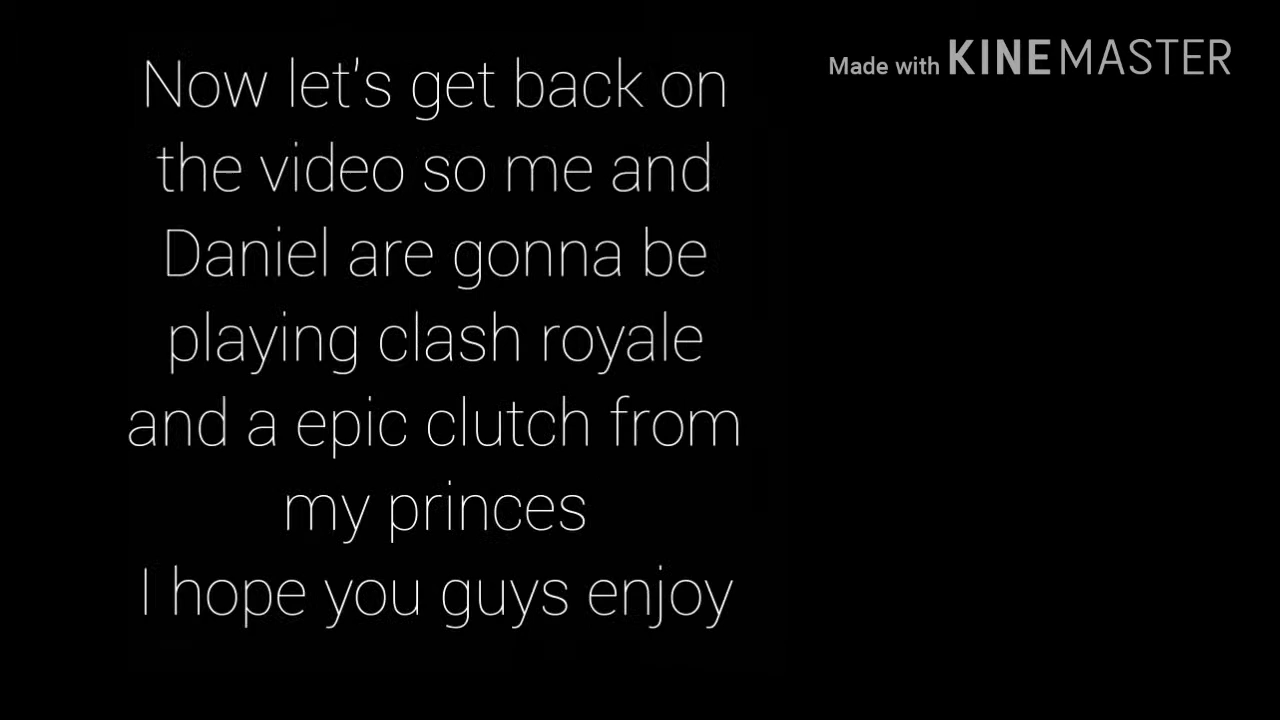 Made with KINEMASTER
Now let's get back on
the video so me and
Daniel are gonna be
playing clash royale
and a epic clutch from
my princes
I hope you guys enjoy